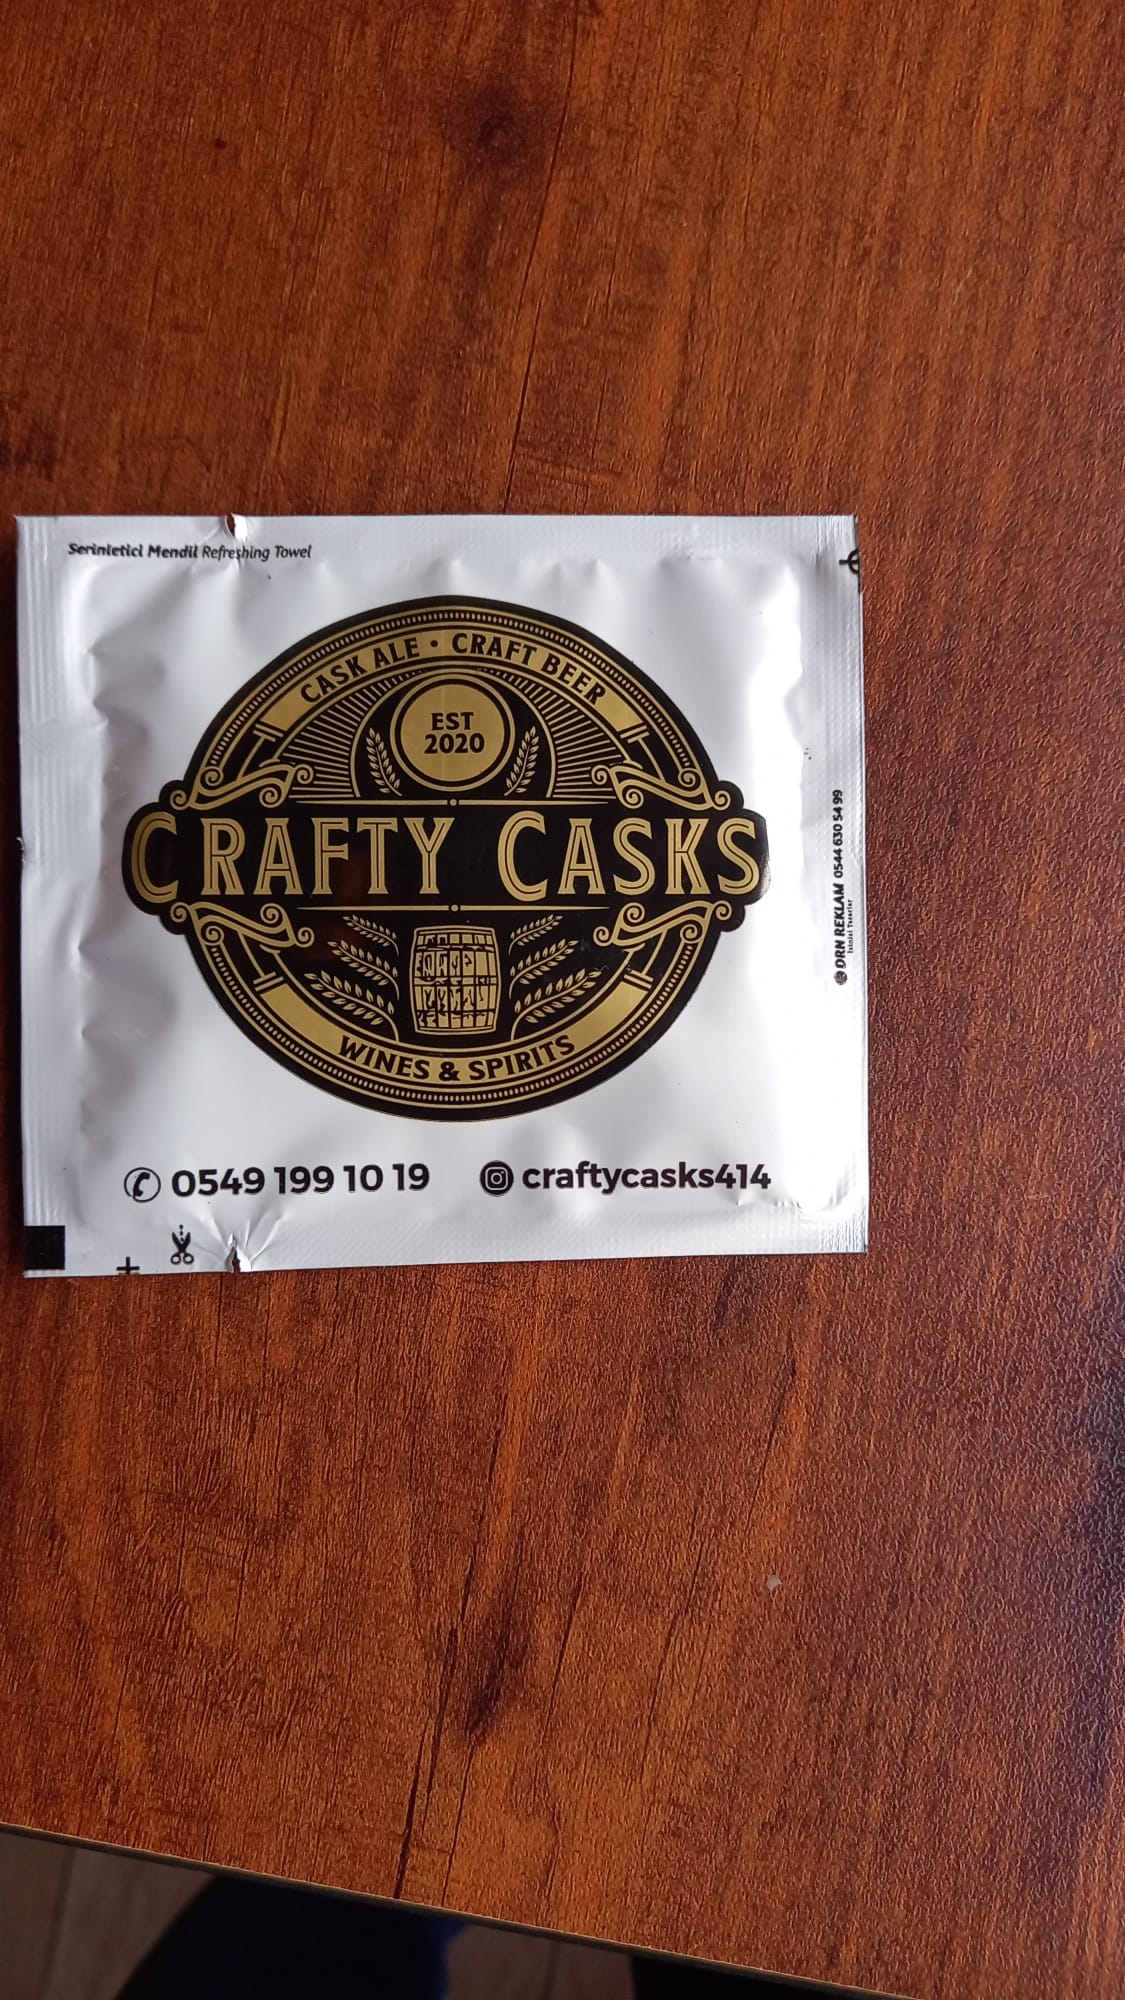 Serinletici Mendil Refreshing Towel
CASK ALE • CRAFT BEER
EST
2020
CRAFTY CASKS
WINES & SPIRITS
0549 199 10 19
craftycasks414
DRN REKLAM 0544 630 54 99